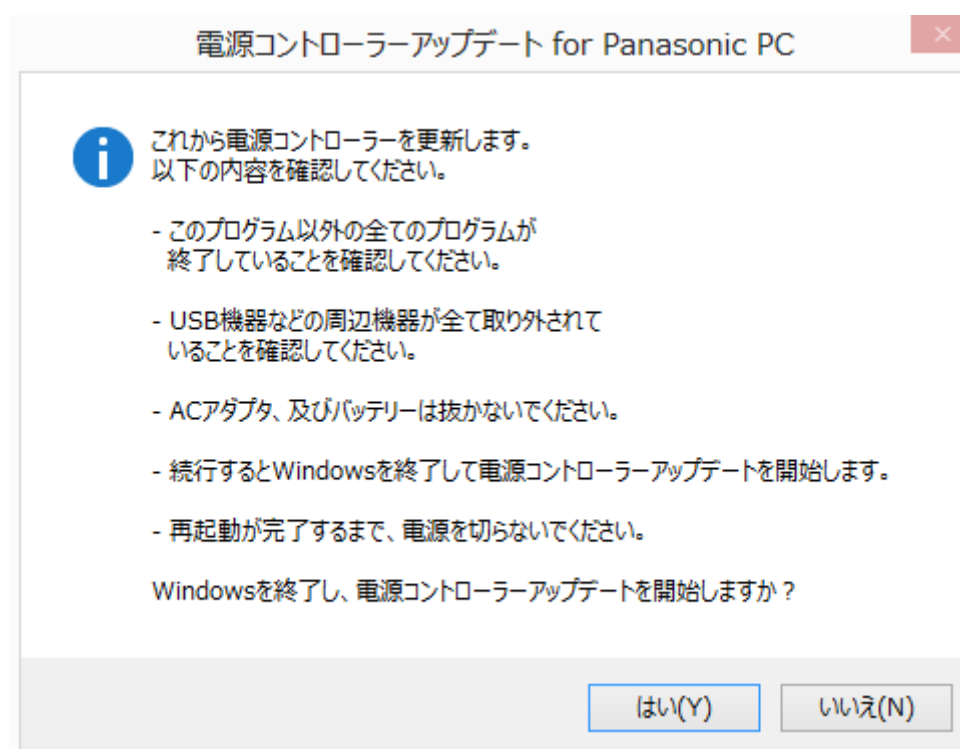 電源コントローラーアップデート for Panasonic PC
これから電源コントローラーを更新します。
以下の内容を確認してください。
- このプログラム以外の全てのプログラムが
終了していることを確認してください。
- USB機器などの周辺機器が全て取り外されて
いることを確認してください。
- ACアダプタ、及びバッテリーは抜かないでください。
- 続行するとWindowsを終了して電源コントローラーアップデートを開始します。
- 再起動が完了するまで、電源を切らないでください。
Windowsを終了し、電源コントローラーアップデートを開始しますか？
はい(Y)
いいえ(N)